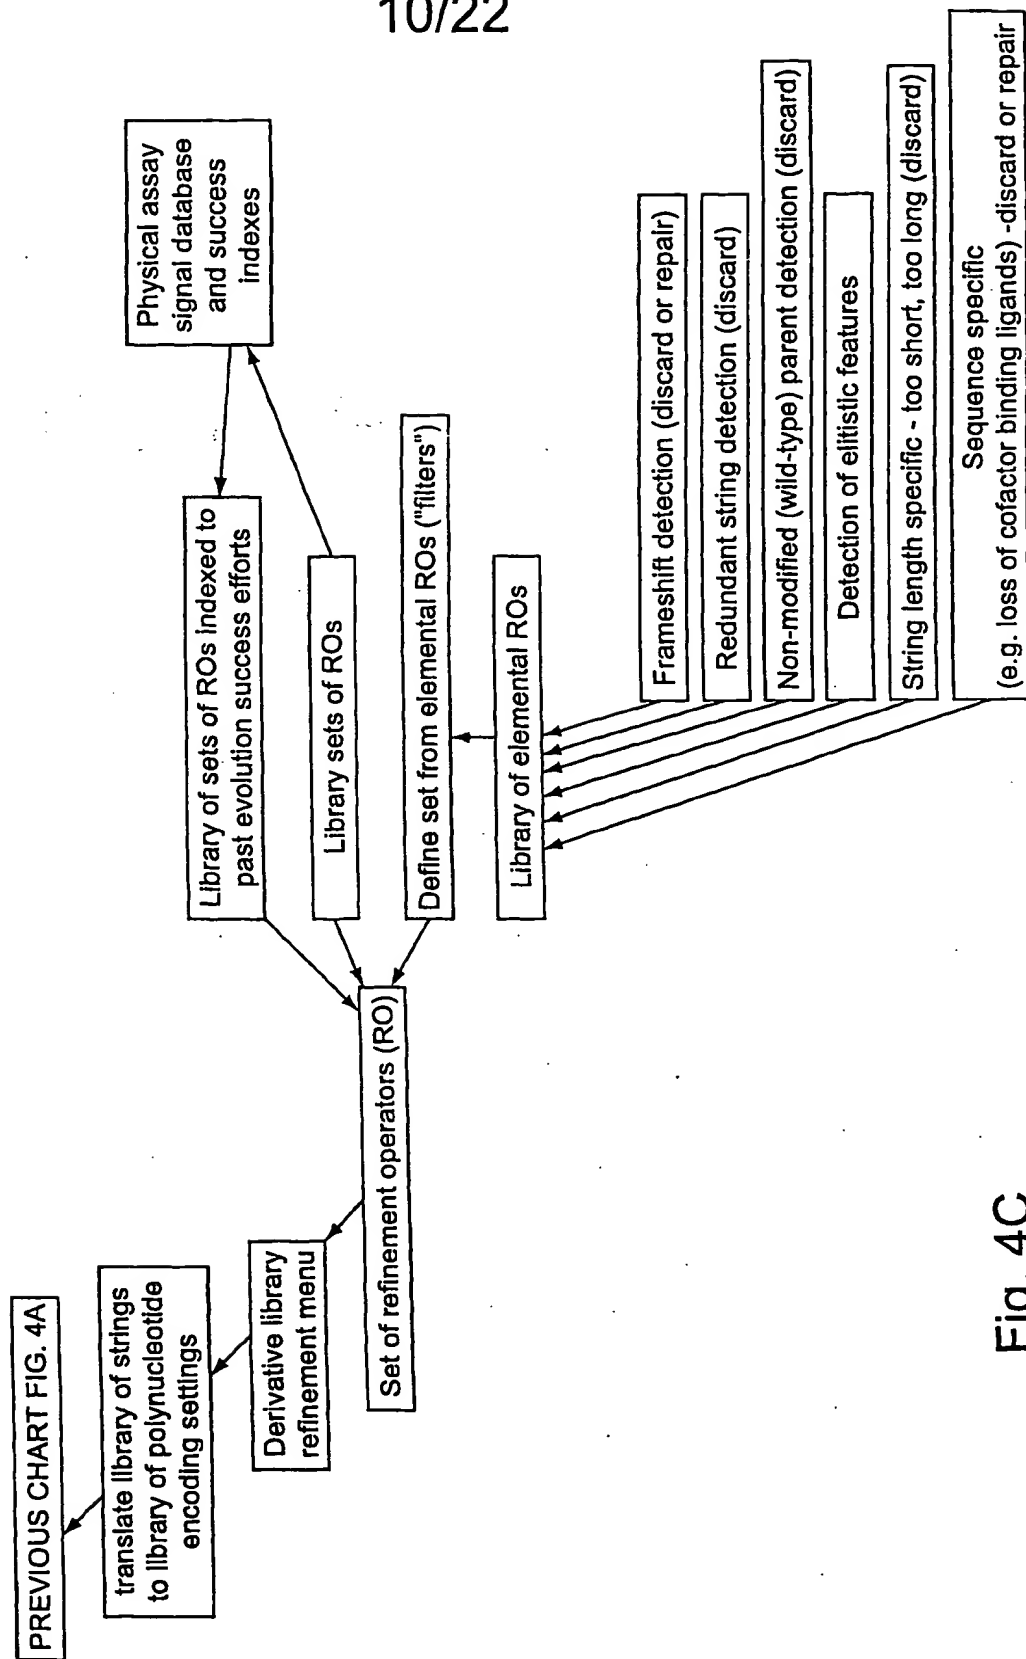 10/22
PREVIOUS CHART FIG. 4A
translate library of strings
to library of polynucleotide
encoding settings
Derivative library
refinement menu
Set of refinement operators (RO)
Library of sets of ROs indexed to
past evolution success efforts
Library sets of ROs
Define set from elemental ROs ("filters")
Library of elemental ROs
Physical assay
signal database
and success
indexes
Frameshift detection (discard or repair)
Redundant string detection (discard)
Non-modified (wild-type) parent detection (discard)
Detection of elitistic features
String length specific - too short, too long (discard)
Sequence specific
(e.g. loss of cofactor binding ligands) -discard or repair
Fig. 4C